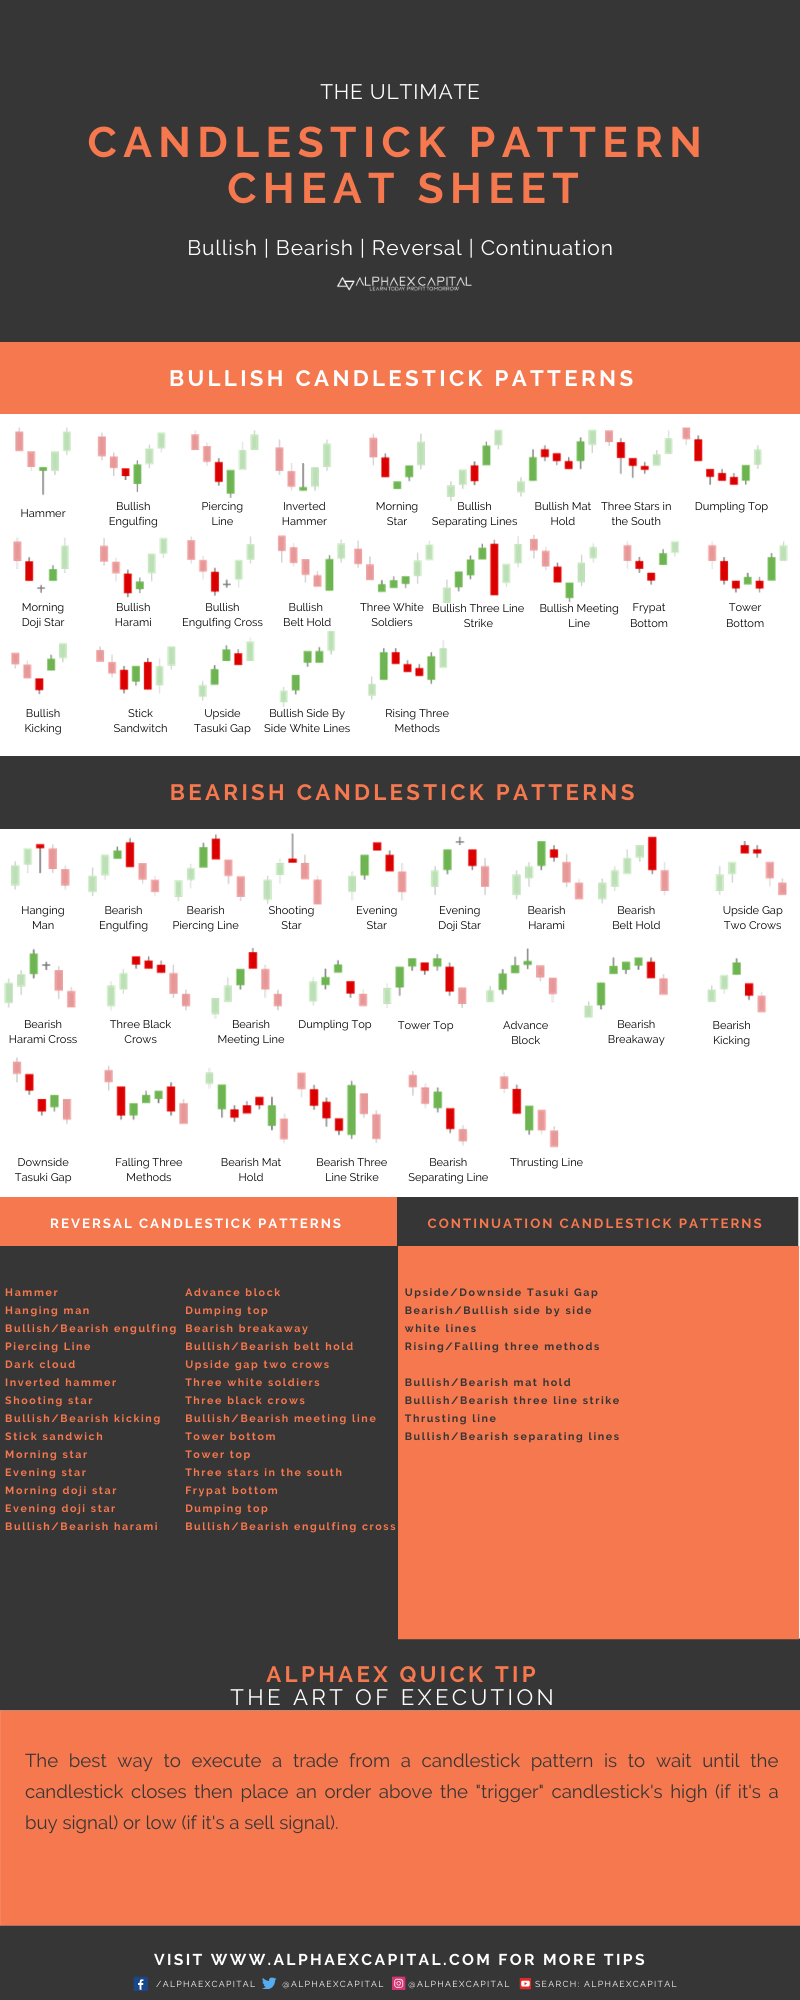 THE ULTIMATE
CANDLESTICK PATTERN
CHEAT SHEET
Bullish | Bearish | Reversal | Continuation
ALPHAEX CAPITAL
LEARN TODAY. PROFIT TOMORROW
BULLISH CANDLESTICK PATTERNS
Hammer
Bullish
Engulfing
Piercing
Line
Inverted
Hammer
Morning
Star
Bullish
Separating Lines
Bullish Mat
Hold
Three Stars in
the South
Dumpling Top
Morning
Doji Star
Bullish
Harami
Bullish
Engulfing Cross
Bullish
Belt Hold
Three White
Soldiers
Bullish Three Line
Strike
Bullish Meeting
Line
Frypat
Bottom
Tower
Bottom
Bullish
Kicking
Stick
Sandwitch
Upside
Tasuki Gap
Bullish Side By
Side White Lines
Rising Three
Methods
BEARISH CANDLESTICK PATTERNS
Hanging
Man
Bearish
Engulfing
Bearish
Piercing Line
Shooting
Star
Evening
Star
Evening
Doji Star
Bearish
Harami
Bearish
Belt Hold
Upside Gap
Two Crows
Bearish
Harami Cross
Three Black
Crows
Bearish
Meeting Line
Dumpling Top
Tower Top
Advance
Block
Bearish
Breakaway
Bearish
Kicking
Downside
Tasuki Gap
Falling Three
Methods
Bearish Mat
Hold
Bearish Three
Line Strike
Bearish
Separating Line
Thrusting Line
REVERSAL CANDLESTICK PATTERNS
Hammer
Hanging man
Bullish/Bearish engulfing
Piercing Line
Dark cloud
Inverted hammer
Shooting star
Bullish/Bearish kicking
Stick sandwich
Morning star
Evening star
Morning doji star
Evening doji star
Bullish/Bearish harami
Advance block
Dumping top
Bearish breakaway
Bullish/Bearish belt hold
Upside gap two crows
Three white soldiers
Three black crows
Bullish/Bearish meeting line
Tower bottom
Tower top
Three stars in the south
Frypat bottom
Dumping top
Bullish/Bearish engulfing cross
CONTINUATION CANDLESTICK PATTERNS
Upside/Downside Tasuki Gap
Bearish/Bullish side by side
white lines
Rising/Falling three methods
Bullish/Bearish mat hold
Bullish/Bearish three line strike
Thrusting line
Bullish/Bearish separating lines
ALPHAEX QUICK TIP
THE ART OF EXECUTION
The best way to execute a trade from a candlestick pattern is to wait until the
candlestick closes then place an order above the "trigger" candlestick's high (if it's a
buy signal) or low (if it's a sell signal).
VISIT WWW.ALPHAEXCAPITAL.COM FOR MORE TIPS
/ALPHAEXCAPITAL @ALPHAEXCAPITAL @ALPHAEXCAPITAL SEARCH: ALPHAEXCAPITAL